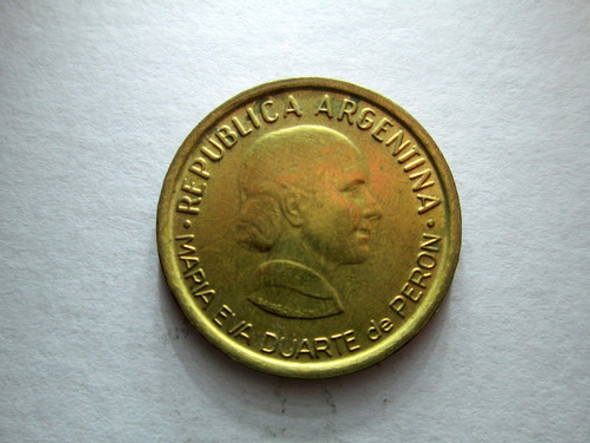 · REPUBLICA ARGENTINA ·
MARIA EVA DUARTE de PERON